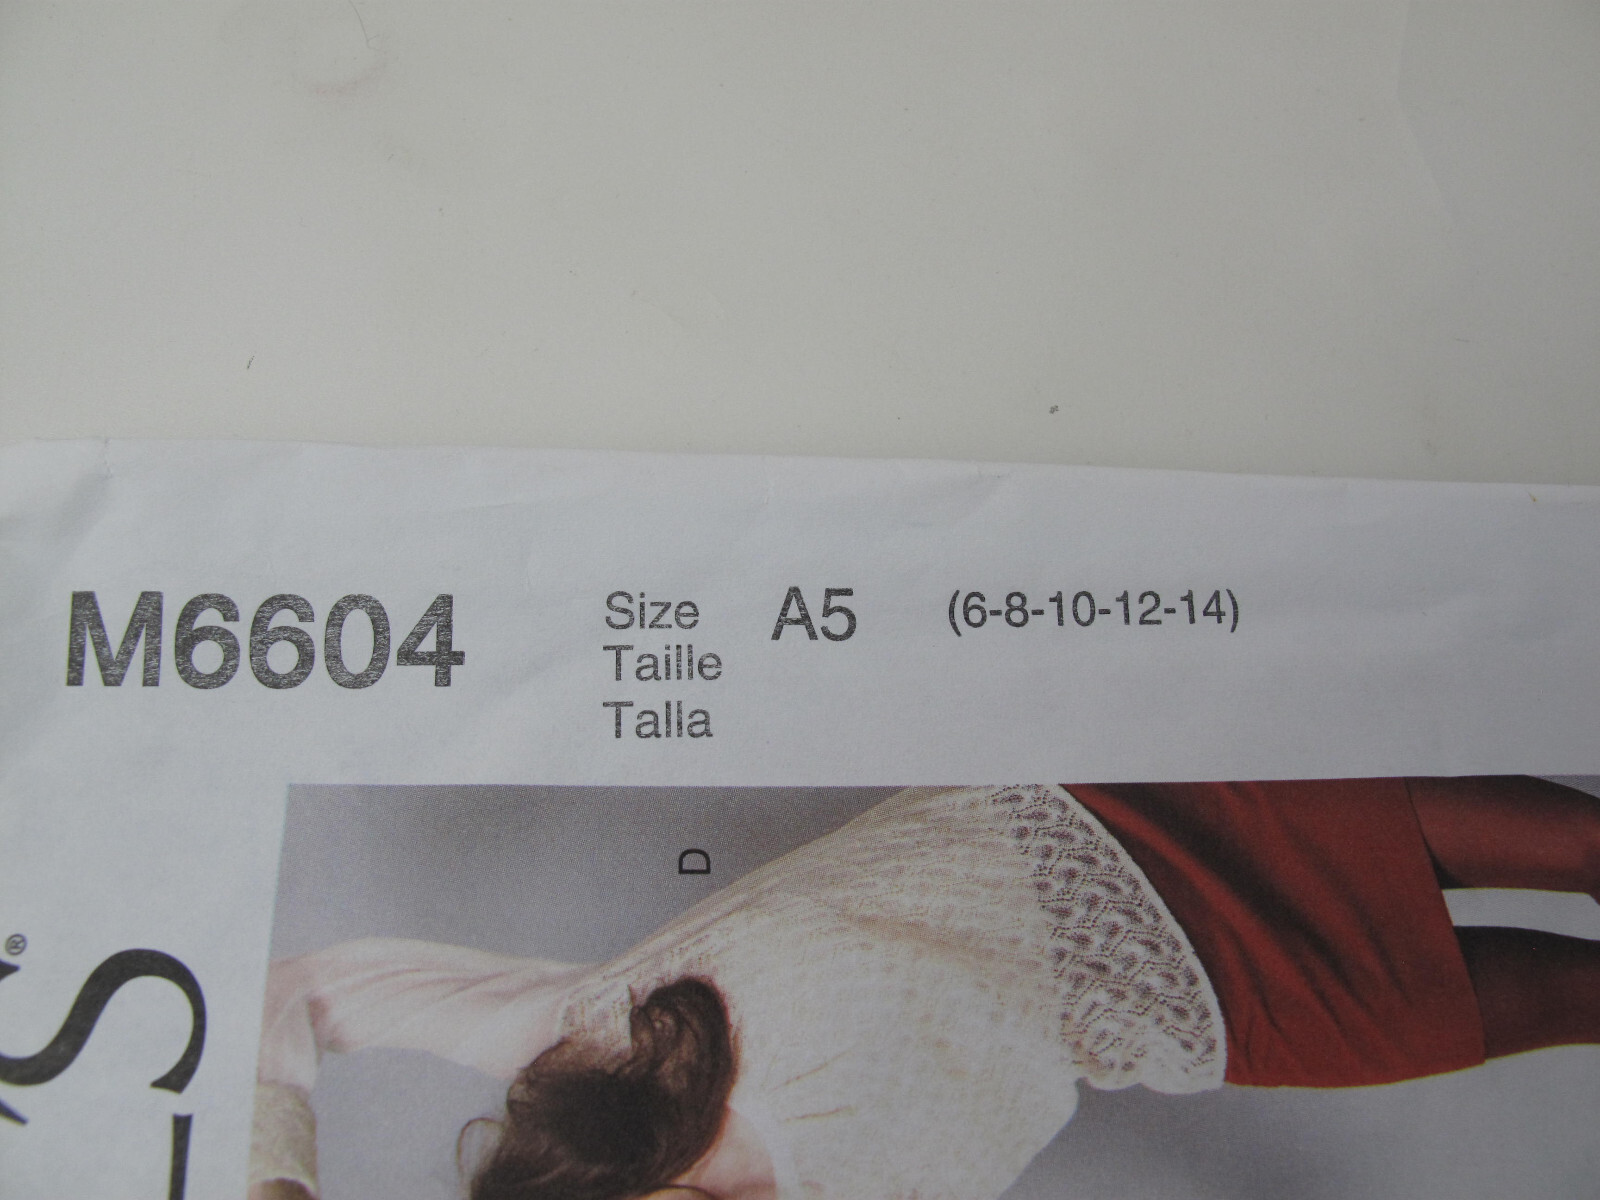 M6604
Size A5 (6-8-10-12-14)
Taille
Talla
D
'S®